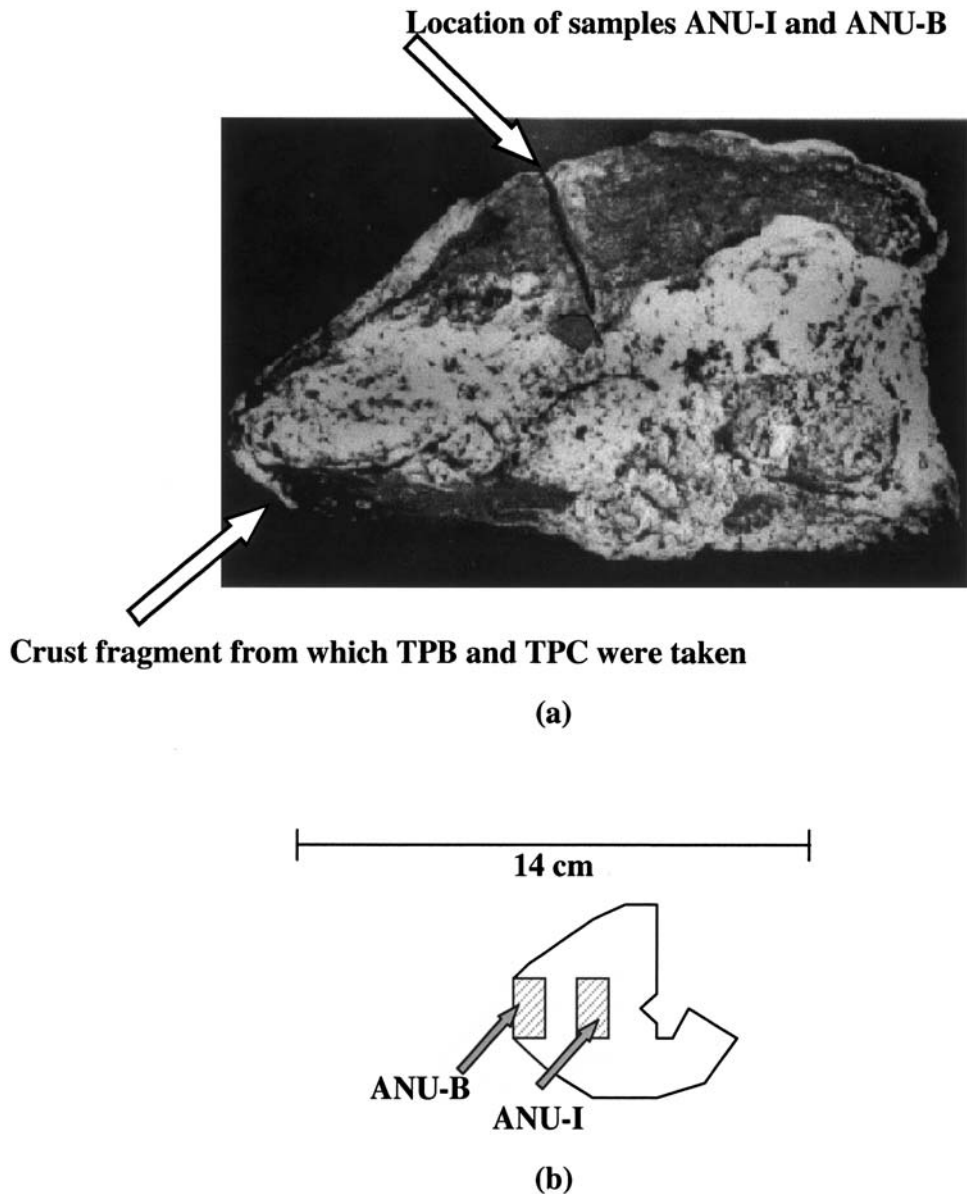 Location of samples ANU-I and ANU-B
Crust fragment from which TPB and TPC were taken
(a)
14 cm
ANU-B
ANU-I
(b)